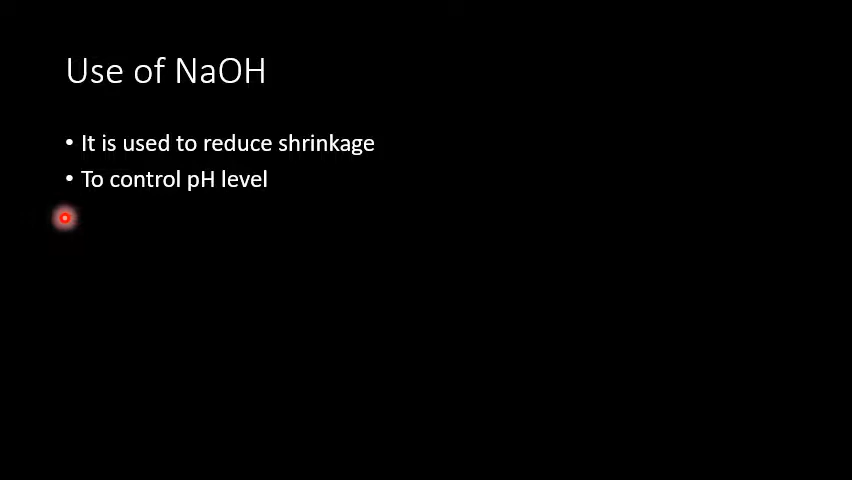 Use of NaOH
• It is used to reduce shrinkage
• To control pH level